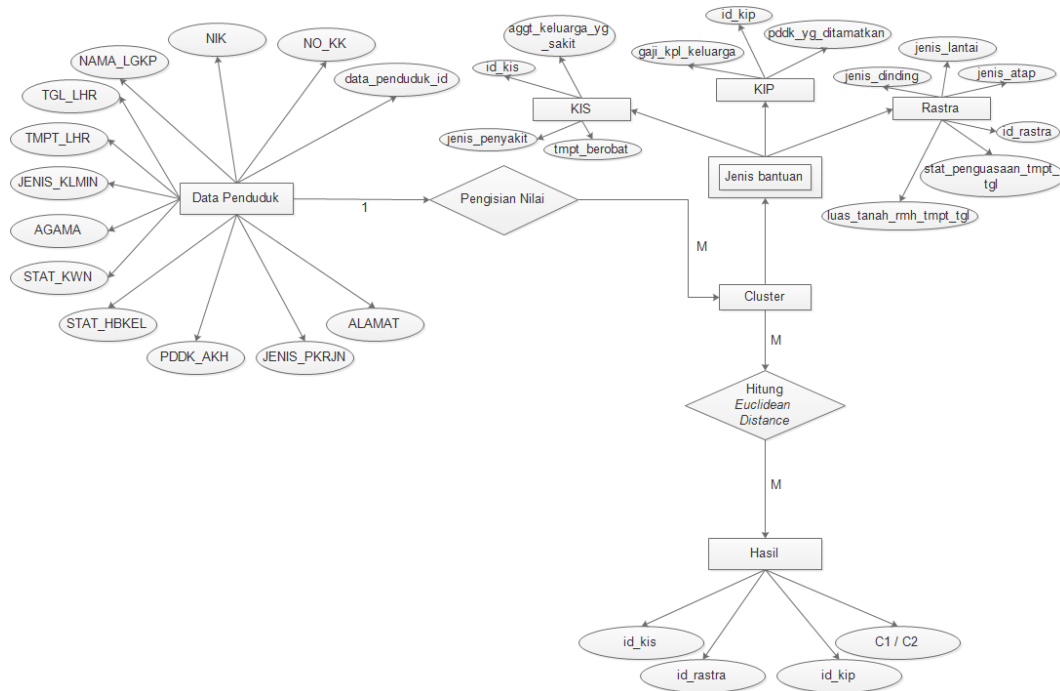 NIK
NO_KK
NAMA_LGKP
data_penduduk_id
TGL_LHR
TMPT_LHR
JENIS_KLMIN
AGAMA
STAT_KWN
STAT_HBKEL
PDDK_AKH
JENIS_PKRJN
ALAMAT
Data Penduduk
1
Pengisian Nilai
M
aggt_keluarga_yg
_sakit
id_kis
KIS
jenis_penyakit
tmpt_berobat
id_kip
gaji_kpl_keluarga
pddk_yg_ditamatkan
KIP
jenis_lantai
jenis_dinding
jenis_atap
Rastra
id_rastra
stat_penguasaan_tmpt_
tgl
luas_tanah_rmh_tmpt_tgl
Jenis bantuan
Cluster
M
Hitung
Euclidean
Distance
M
Hasil
id_kis
id_rastra
id_kip
C1 / C2